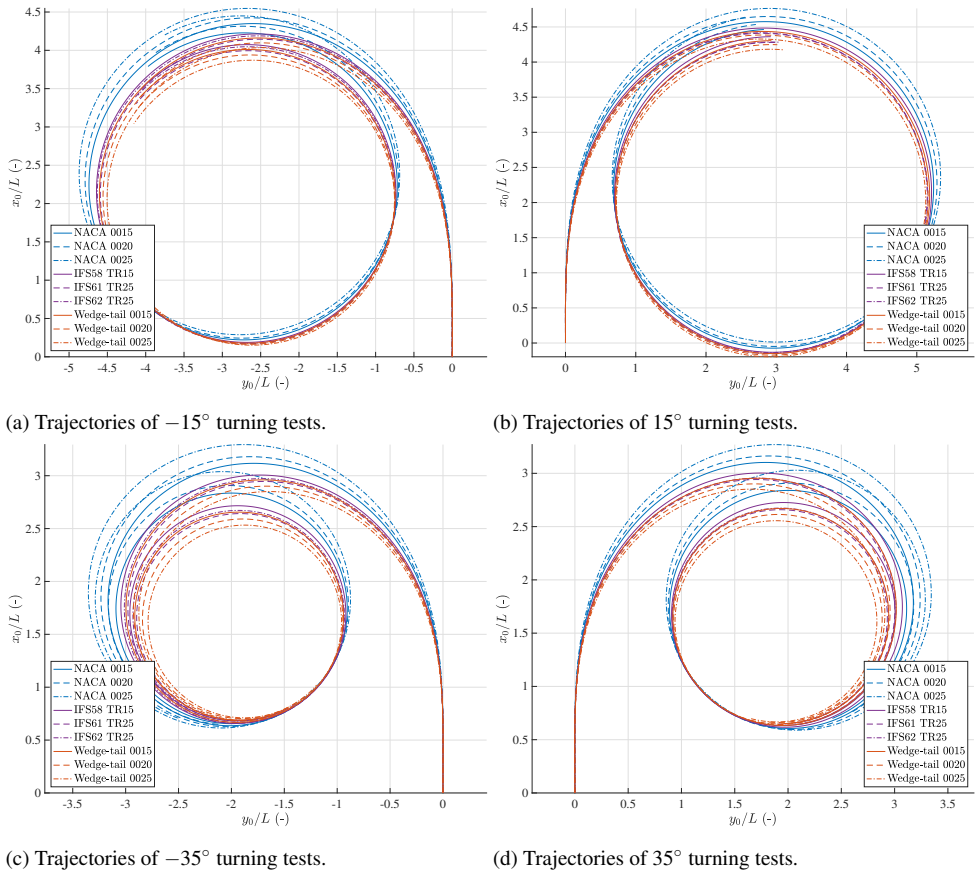 4.5
4
3.5
3
2.5
2
1.5
1
0.5
0
x₀/L (-)
NACA 0015
NACA 0020
NACA 0025
IFS58 TR15
IFS61 TR25
IFS62 TR25
Wedge-tail 0015
Wedge-tail 0020
Wedge-tail 0025
-5 -4.5 -4 -3.5 -3 -2.5 -2 -1.5 -1 -0.5 0
y₀/L (-)
(a) Trajectories of −15° turning tests.
4.5
4
3.5
3
2.5
2
1.5
1
0.5
0
x₀/L (-)
NACA 0015
NACA 0020
NACA 0025
IFS58 TR15
IFS61 TR25
IFS62 TR25
Wedge-tail 0015
Wedge-tail 0020
Wedge-tail 0025
0 1 2 3 4 5
y₀/L (-)
(b) Trajectories of 15° turning tests.
3
2.5
2
1.5
1
0.5
0
x₀/L (-)
NACA 0015
NACA 0020
NACA 0025
IFS58 TR15
IFS61 TR25
IFS62 TR25
Wedge-tail 0015
Wedge-tail 0020
Wedge-tail 0025
-3.5 -3 -2.5 -2 -1.5 -1 -0.5 0
y₀/L (-)
(c) Trajectories of −35° turning tests.
3
2.5
2
1.5
1
0.5
0
x₀/L (-)
NACA 0015
NACA 0020
NACA 0025
IFS58 TR15
IFS61 TR25
IFS62 TR25
Wedge-tail 0015
Wedge-tail 0020
Wedge-tail 0025
0 0.5 1 1.5 2 2.5 3 3.5
y₀/L (-)
(d) Trajectories of 35° turning tests.